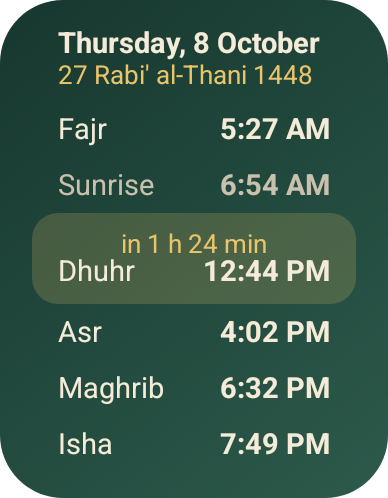 Thursday, 8 October
27 Rabi' al-Thani 1448
Fajr 5:27 AM
Sunrise 6:54 AM
in 1 h 24 min
Dhuhr 12:44 PM
Asr 4:02 PM
Maghrib 6:32 PM
Isha 7:49 PM